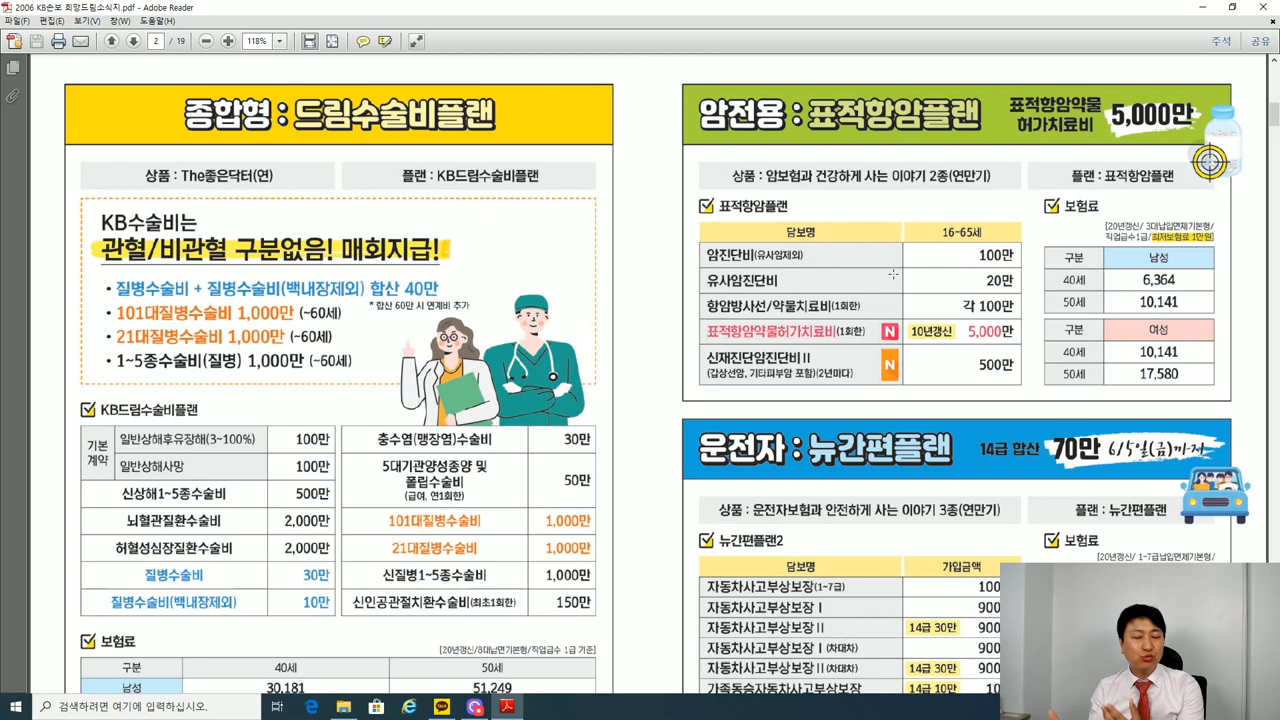 2006 KB손보 희망드림소식지.pdf - Adobe Reader
파일(F) 편집(E) 보기(V) 창(W) 도움말(H)
2 / 19 118% 주석 공유
종합형 : 드림수술비플랜
상품 : The좋은닥터(연) 플랜 : KB드림수술비플랜
KB수술비는
관혈/비관혈 구분없음! 매회지급!
• 질병수술비 + 질병수술비(백내장제외) 합산 40만
* 합산 60만 시 연계비 추가
• 101대질병수술비 1,000만 (~60세)
• 21대질병수술비 1,000만 (~60세)
• 1~5종수술비(질병) 1,000만 (~60세)
KB드림수술비플랜
기본계약 일반상해후유장해(3~100%) 100만
일반상해사망 100만
신상해1~5종수술비 500만
뇌혈관질환수술비 2,000만
허혈성심장질환수술비 2,000만
질병수술비 30만
질병수술비(백내장제외) 10만
충수염(맹장염)수술비 30만
5대기관양성종양 및
폴립수술비 50만
(급여, 연1회한)
101대질병수술비 1,000만
21대질병수술비 1,000만
신질병1~5종수술비 1,000만
신인공관절치환수술비(최초1회한) 150만
보험료
[20년갱신/8대납면기본형/직업급수 1급 기준]
구분 40세 50세
남성 30,181 51,249
암전용 : 표적항암플랜
표적항암약물
허가치료비 5,000만
상품 : 암보험과 건강하게 사는 이야기 2종(연만기) 플랜 : 표적항암플랜
표적항암플랜
담보명 16~65세
암진단비(유사암제외) 100만
유사암진단비 20만
항암방사선/약물치료비(1회한) 각 100만
표적항암약물허가치료비(1회한) N 10년갱신 5,000만
신재진단암진단비Ⅱ
(갑상선암, 기타피부암 포함)(2년마다) N 500만
보험료
[20년갱신/ 3대납입면제기본형/
직업급수1급/최저보험료 1만원]
구분 남성
40세 6,364
50세 10,141
구분 여성
40세 10,141
50세 17,580
운전자 : 뉴간편플랜
14급 합산 70만 6/5일(금)까지
상품 : 운전자보험과 안전하게 사는 이야기 3종(연만기) 플랜 : 뉴간편플랜
뉴간편플랜2
담보명 가입금액
자동차사고부상보장(1~7급) 100
자동차사고부상보장Ⅰ 900
자동차사고부상보장Ⅱ 14급 30만 900
자동차사고부상보장Ⅰ(차대차) 900
자동차사고부상보장Ⅱ(차대차) 14급 30만 900
가족동승자동차사고부상보장 14급 10만 10
보험료
[20년갱신/ 1~7급납입면제기본형/
검색하려면 여기에 입력하십시오.